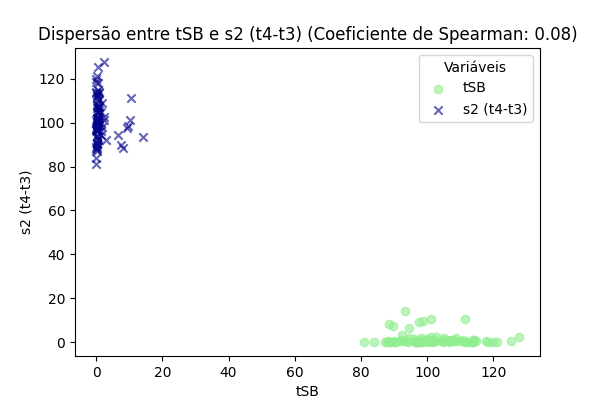 Dispersão entre tSB e s2 (t4-t3) (Coeficiente de Spearman: 0.08)
Variáveis
tSB
s2 (t4-t3)
120
100
80
60
40
20
0
s2 (t4-t3)
0 20 40 60 80 100 120
tSB